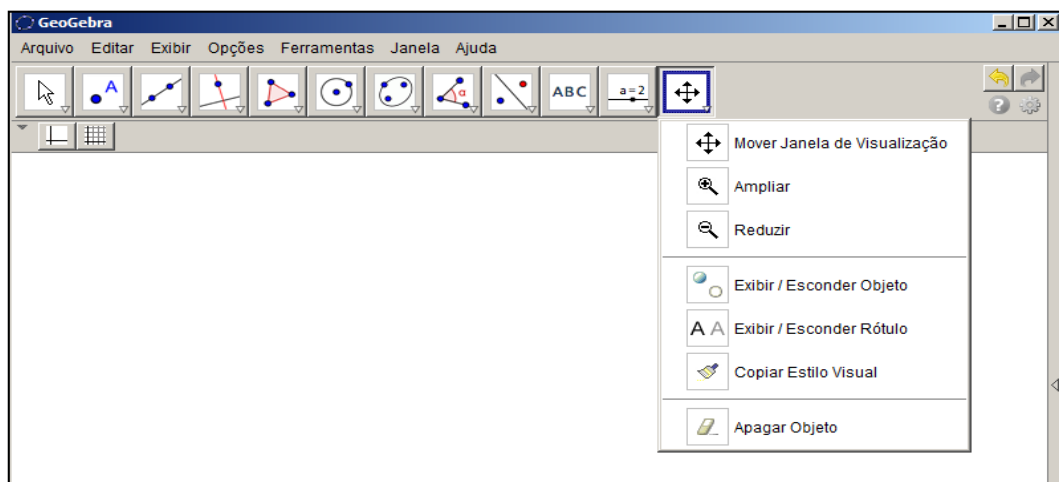 GeoGebra
Arquivo Editar Exibir Opções Ferramentas Janela Ajuda
A α ABC a=2
Mover Janela de Visualização
Ampliar
Reduzir
Exibir / Esconder Objeto
A A Exibir / Esconder Rótulo
Copiar Estilo Visual
Apagar Objeto